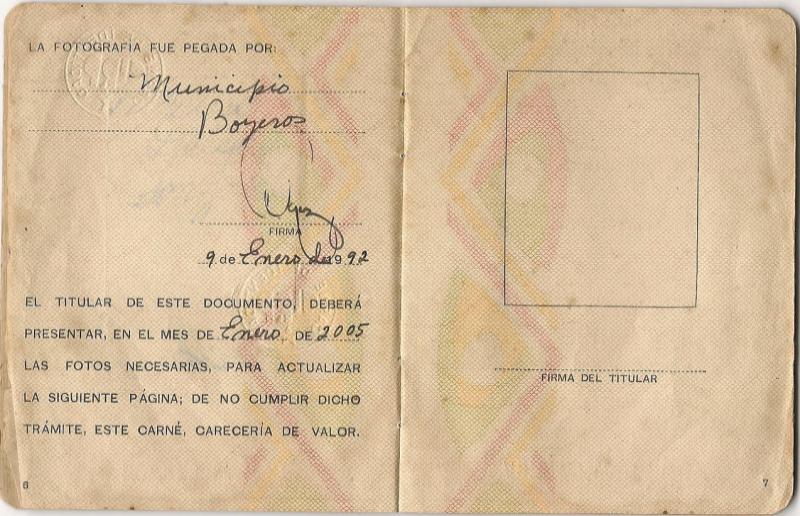 LA FOTOGRAFÍA FUE PEGADA POR:
Municipio
Boyeros
FIRMA
9 de Enero de 1992
EL TITULAR DE ESTE DOCUMENTO, DEBERÁ
PRESENTAR, EN EL MES DE Enero, DE 2005
LAS FOTOS NECESARIAS, PARA ACTUALIZAR
LA SIGUIENTE PÁGINA; DE NO CUMPLIR DICHO
TRÁMITE, ESTE CARNÉ, CARECERÍA DE VALOR.
6
FIRMA DEL TITULAR
7